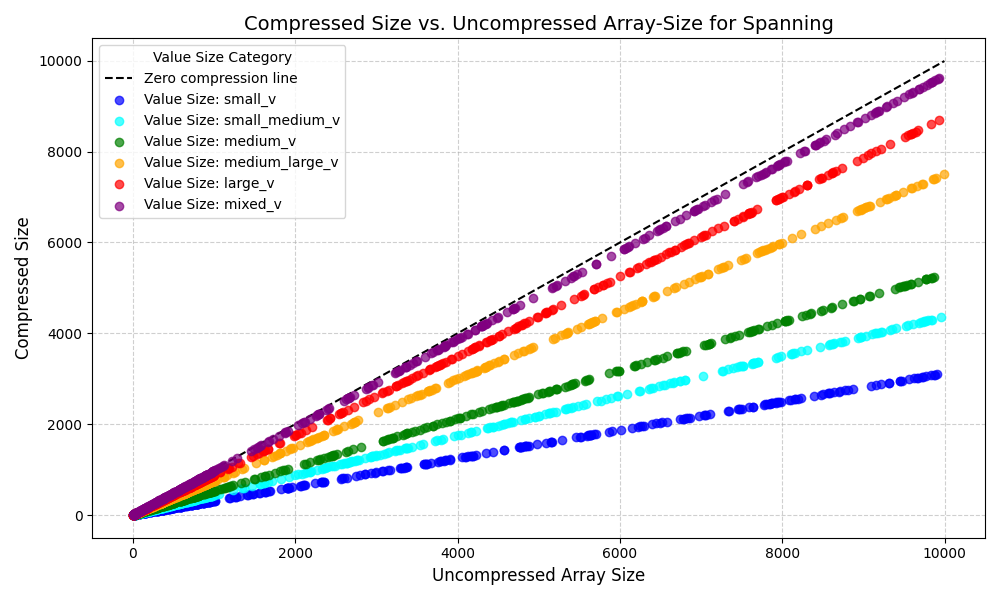 Compressed Size vs. Uncompressed Array-Size for Spanning
Value Size Category
Zero compression line
Value Size: small_v
Value Size: small_medium_v
Value Size: medium_v
Value Size: medium_large_v
Value Size: large_v
Value Size: mixed_v
Compressed Size
10000
8000
6000
4000
2000
0
0 2000 4000 6000 8000 10000
Uncompressed Array Size